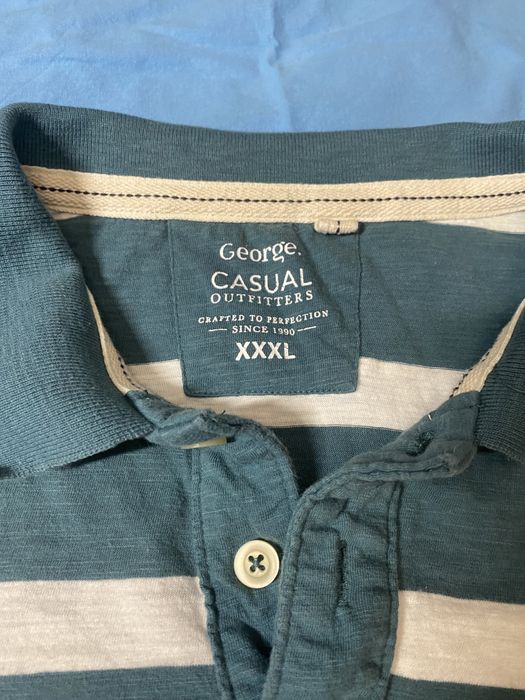 George.
CASUAL
OUTFITTERS
CRAFTED TO PERFECTION
SINCE 1990
XXXL